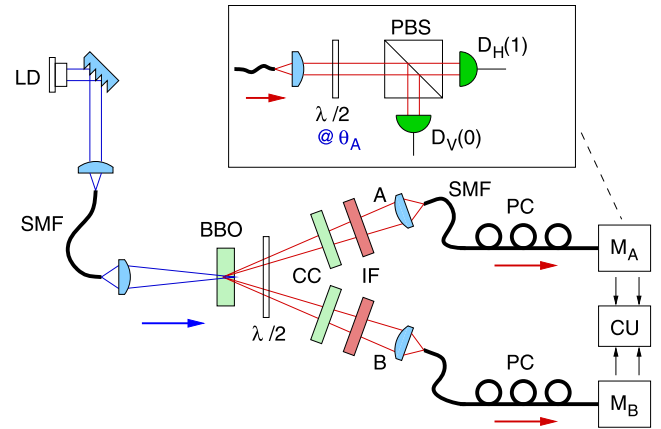 PBS
D_H(1)
LD
λ/2
@ θ_A
D_V(0)
A
SMF
PC
SMF
BBO
M_A
CC
IF
CU
λ/2
B
PC
M_B